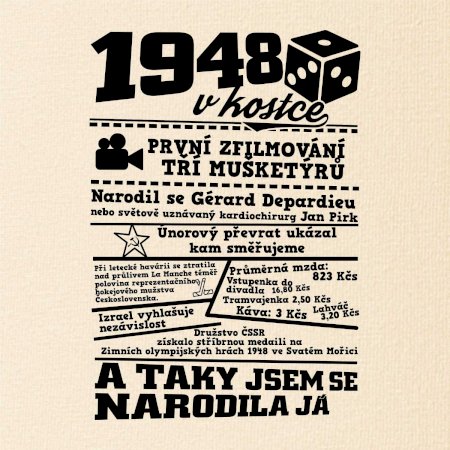 1948
v kostce
PRVNÍ ZFILMOVÁNÍ
TŘÍ MUŠKETÝRŮ
Narodil se Gérard Depardieu
nebo světově uznávaný kardiochirurg Jan Pirk
Únorový převrat ukázal
kam směřujeme
Při letecké havárii se ztratila
nad průlivem La Manche téměř
polovina reprezentačního
hokejového mužstva
Československa.
Průměrná mzda:
823 Kčs
Vstupenka do
divadla 16,80 Kčs
Tramvajenka 2,50 Kčs
Káva: 3 Kčs
Lahváč
3,20 Kčs
Izrael vyhlašuje
nezávislost
Družstvo ČSSR
získalo stříbrnou medaili na
Zimních olympijských hrách 1948 ve Svatém Mořici
A TAKY JSEM SE
NARODILA JÁ